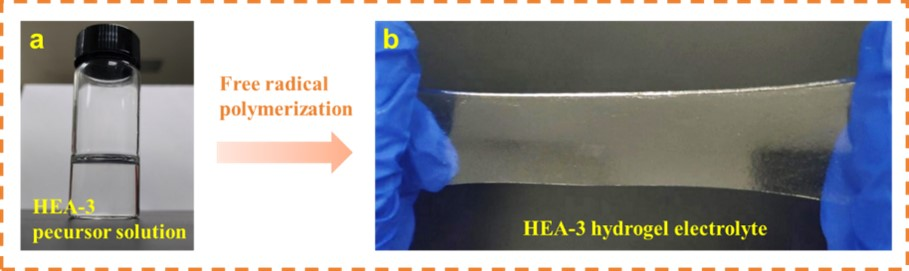 a
HEA-3
pecursor solution
Free radical
polymerization
b
HEA-3 hydrogel electrolyte